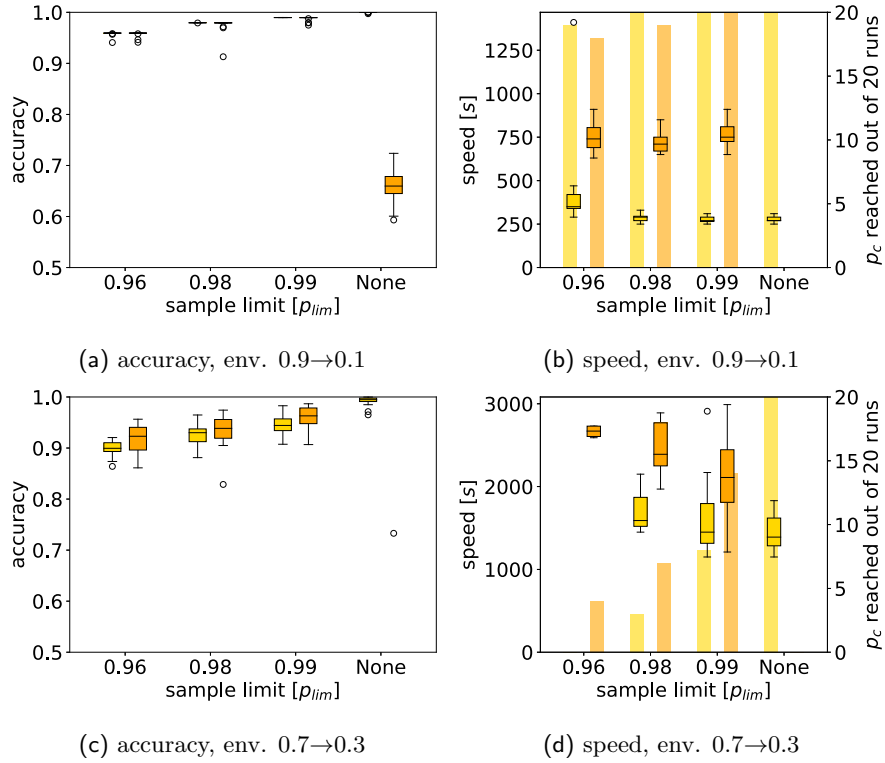 1.0
0.9
0.8
0.7
0.6
0.5
accuracy
0.96 0.98 0.99 None
sample limit [p_lim]
(a) accuracy, env. 0.9→0.1
1250
1000
750
500
250
0
speed [s]
20
15
10
5
0
p_c reached out of 20 runs
0.96 0.98 0.99 None
sample limit [p_lim]
(b) speed, env. 0.9→0.1
1.0
0.9
0.8
0.7
0.6
0.5
accuracy
0.96 0.98 0.99 None
sample limit [p_lim]
(c) accuracy, env. 0.7→0.3
3000
2000
1000
0
speed [s]
20
15
10
5
0
p_c reached out of 20 runs
0.96 0.98 0.99 None
sample limit [p_lim]
(d) speed, env. 0.7→0.3